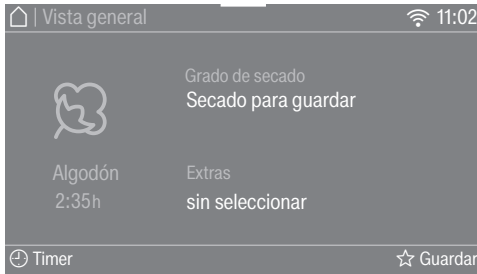 | Vista general
11:02
Grado de secado
Secado para guardar
Algodón
2:35h
Extras
sin seleccionar
Timer
Guardar